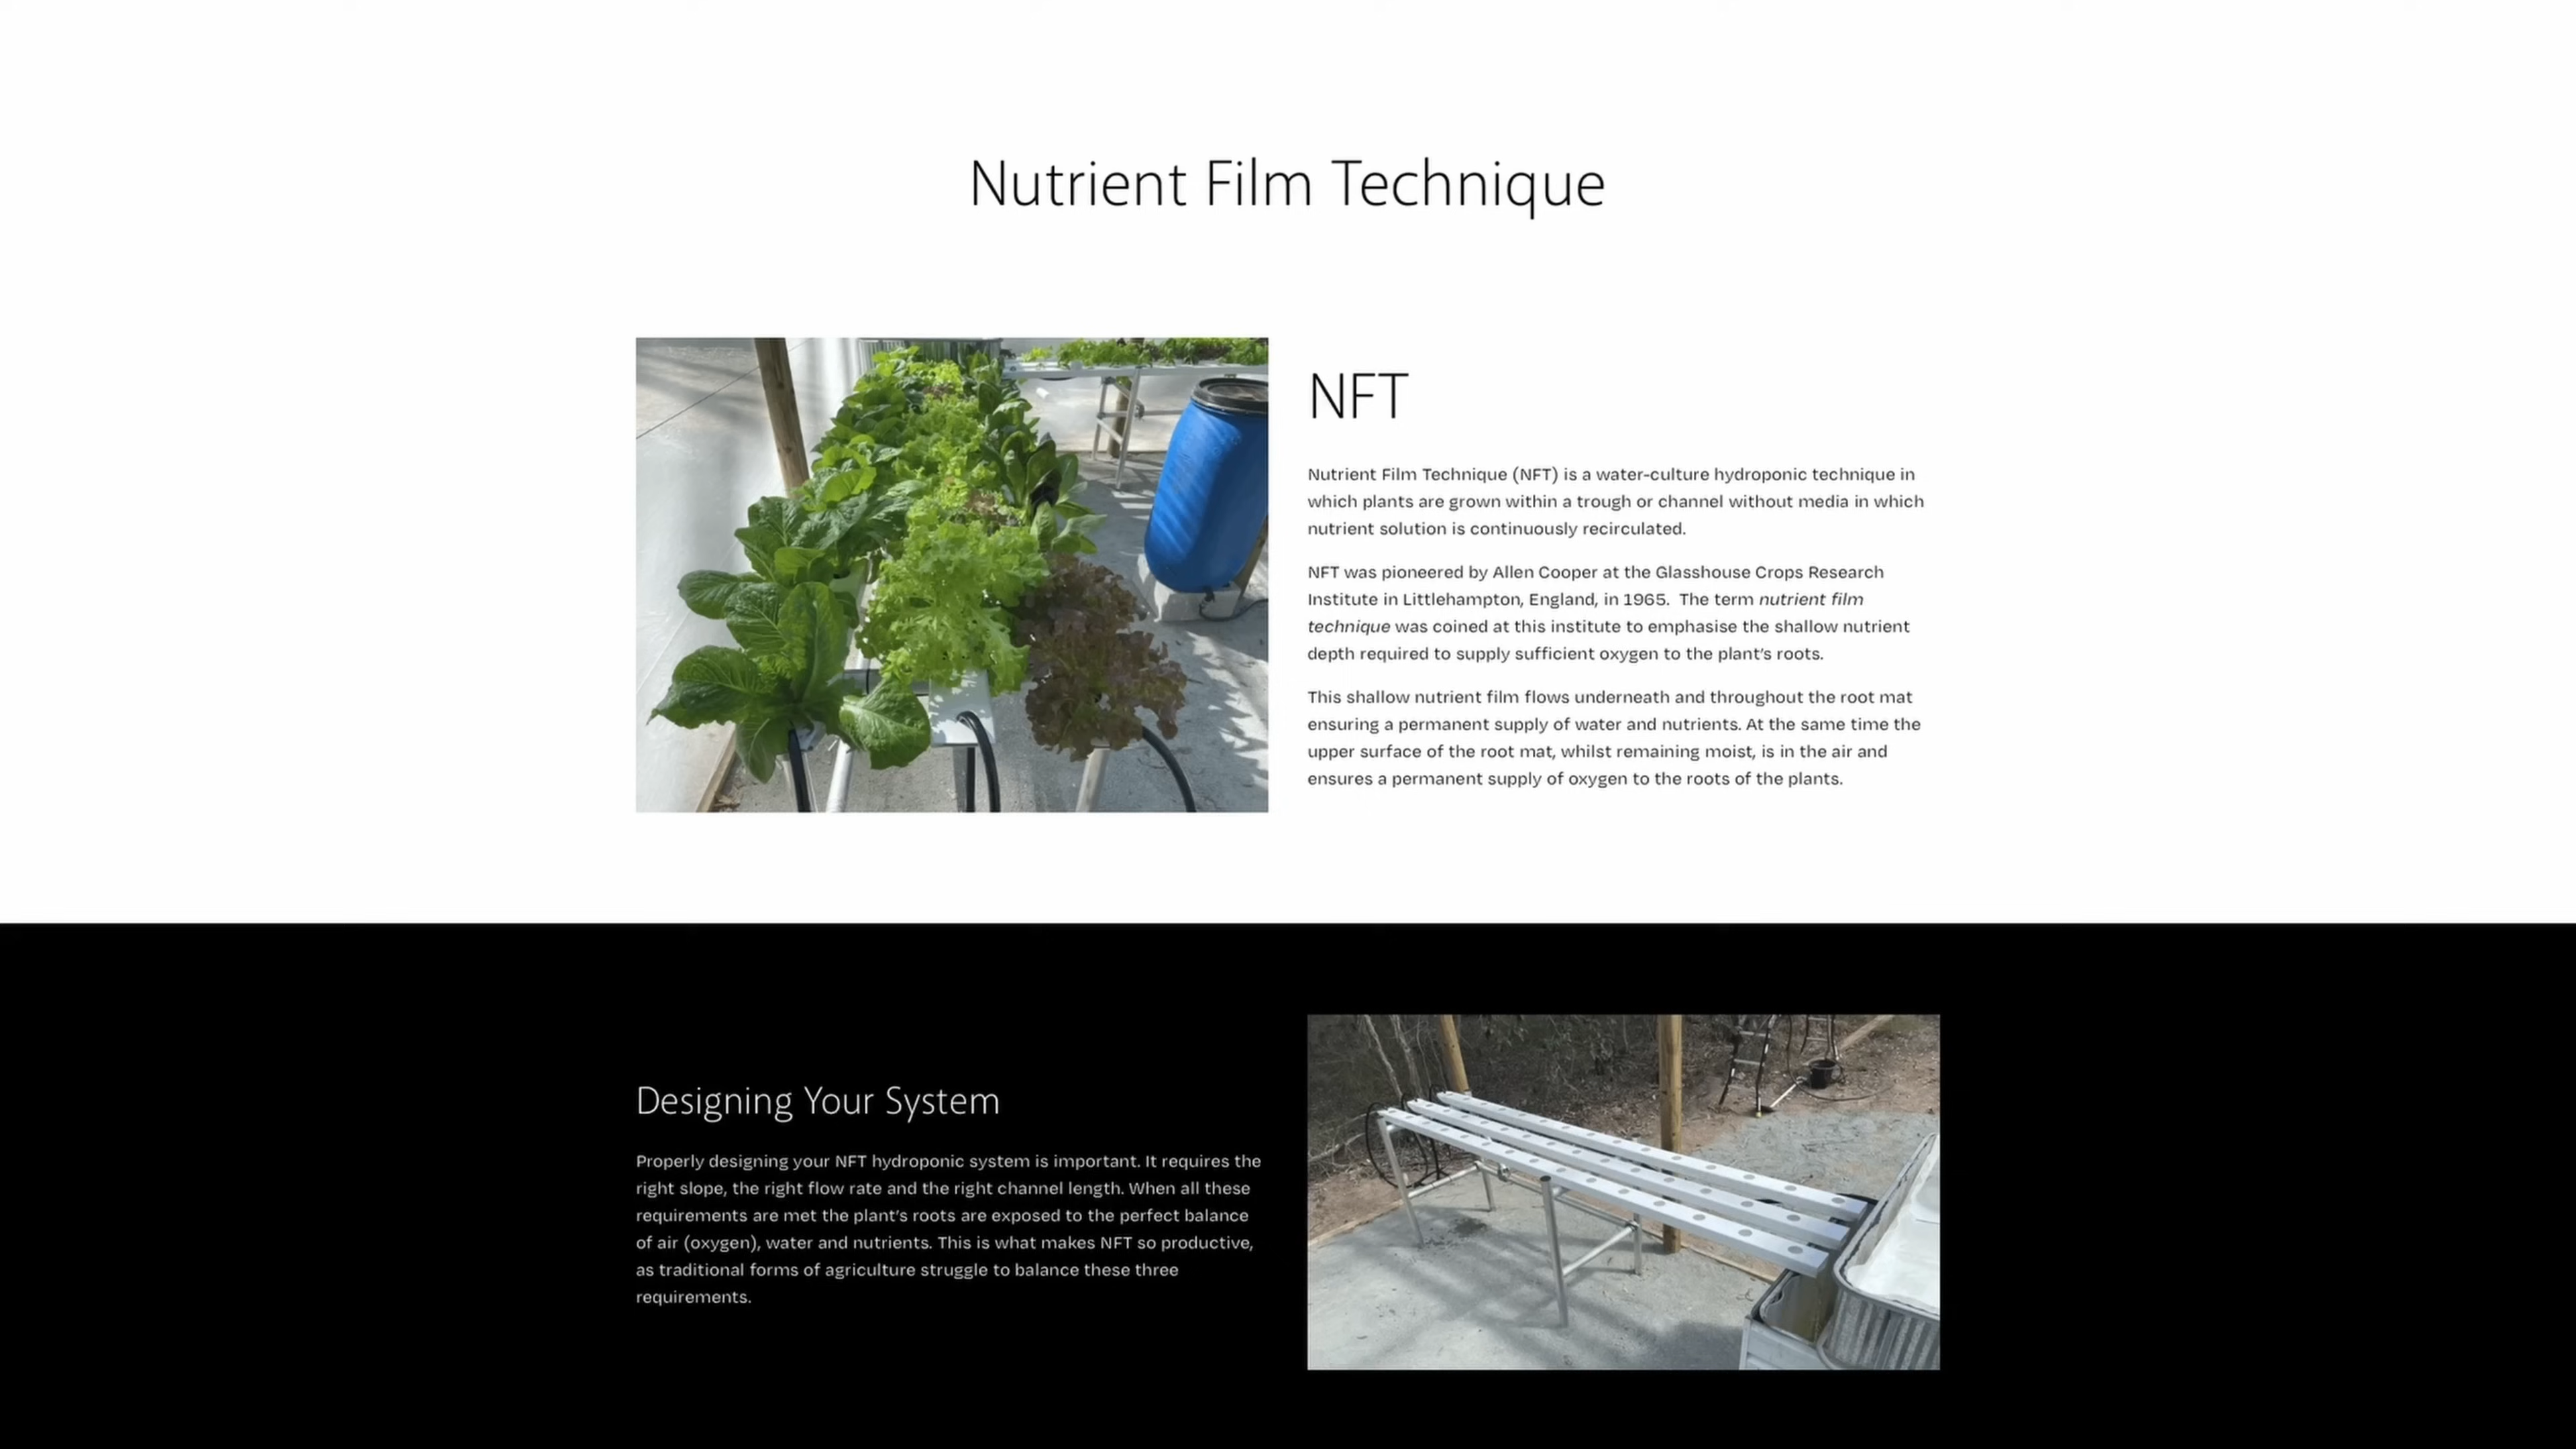 Nutrient Film Technique
NFT
Nutrient Film Technique (NFT) is a water-culture hydroponic technique in
which plants are grown within a trough or channel without media in which
nutrient solution is continuously recirculated.
NFT was pioneered by Allen Cooper at the Glasshouse Crops Research
Institute in Littlehampton, England, in 1965.  The term nutrient film
technique was coined at this institute to emphasise the shallow nutrient
depth required to supply sufficient oxygen to the plant's roots.
This shallow nutrient film flows underneath and throughout the root mat
ensuring a permanent supply of water and nutrients. At the same time the
upper surface of the root mat, whilst remaining moist, is in the air and
ensures a permanent supply of oxygen to the roots of the plants.
Designing Your System
Properly designing your NFT hydroponic system is important. It requires the
right slope, the right flow rate and the right channel length. When all these
requirements are met the plant's roots are exposed to the perfect balance
of air (oxygen), water and nutrients. This is what makes NFT so productive,
as traditional forms of agriculture struggle to balance these three
requirements.